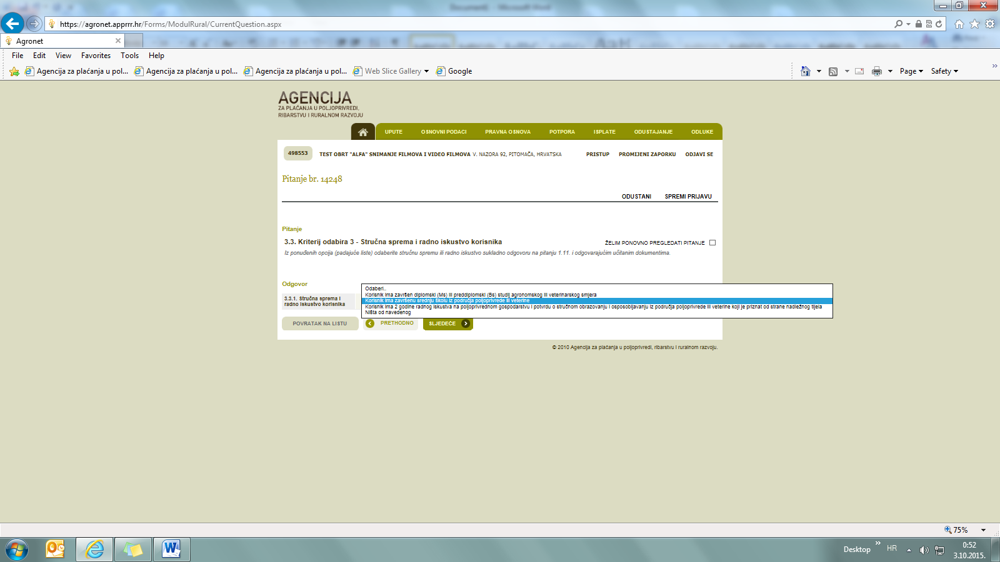 Document1 - Microsoft Word
https://agronet.apprrr.hr/Forms/ModulRural/CurrentQuestion.aspx
Agronet
File Edit View Favorites Tools Help
Agencija za plaćanja u pol... Agencija za plaćanja u pol... Agencija za plaćanja u pol... Web Slice Gallery Google Page Safety
AGENCIJA
ZA PLAĆANJA U POLJOPRIVREDI,
RIBARSTVU I RURALNOM RAZVOJU
UPUTE OSNOVNI PODACI PRAVNA OSNOVA POTPORA ISPLATE ODUSTAJANJE ODLUKE
498553 TEST OBRT "ALFA" SNIMANJE FILMOVA I VIDEO FILMOVA V. NAZORA 92, PITOMAČA, HRVATSKA PRISTUP PROMIJENI ZAPORKU ODJAVI SE
Pitanje br. 14248
ODUSTANI SPREMI PRIJAVU
Pitanje
3.3. Kriterij odabira 3 - Stručna sprema i radno iskustvo korisnika ŽELIM PONOVNO PREGLEDATI PITANJE
Iz ponuđenih opcija (padajuće liste) odaberite stručnu spremu ili radno iskustvo sukladno odgovoru na pitanju 1.11. i odgovarajućim učitanim dokumentima.
Odgovor
3.3.1. Stručna sprema i
radno iskustvo korisnika
Odaberi..
Korisnik ima završen diplomski (Ms) ili preddiplomski (Bs) studij agronomskog ili veterinarskog smjera
Korisnik ima završenu srednju školu iz područja poljoprivrede ili veterine
Korisnik ima 2 godine radnog iskustva na poljoprivrednom gospodarstvu i potvrdu o stručnom obrazovanju i osposobljavanju iz područja poljoprivrede ili veterine koji je priznat od strane nadležnog tijela
Ništa od navedenog
POVRATAK NA LISTU PRETHODNO SLJEDEĆE
© 2010 Agencija za plaćanja u poljoprivredi, ribarstvu i ruralnom razvoju.
75%
Desktop HR 0:52
3.10.2015.